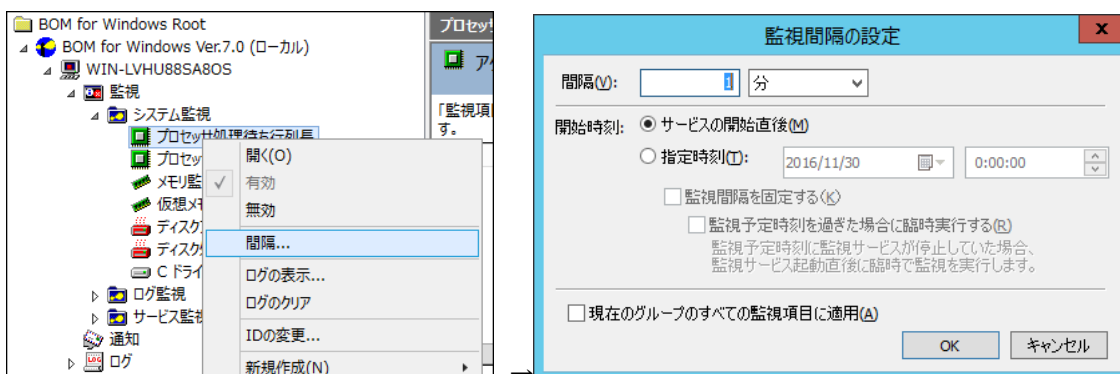 BOM for Windows Root
BOM for Windows Ver.7.0 (ローカル)
WIN-LVHU88SA8OS
監視
システム監視
プロセッサ処理待ち行列長
プロセッ
メモリ監
仮想メモ
ディスク
ディスク
C ドライ
ログ監視
サービス監視
通知
ログ
開く(O)
有効
無効
間隔...
ログの表示...
ログのクリア
IDの変更...
新規作成(N)
プロセッサ
ア
「監視項
す。
→
監視間隔の設定
x
間隔(V): 1 分
開始時刻: サービスの開始直後(M)
指定時刻(T): 2016/11/30 0:00:00
監視間隔を固定する(K)
監視予定時刻を過ぎた場合に臨時実行する(R)
監視予定時刻に監視サービスが停止していた場合、
監視サービス起動直後に臨時で監視を実行します。
現在のグループのすべての監視項目に適用(A)
OK キャンセル